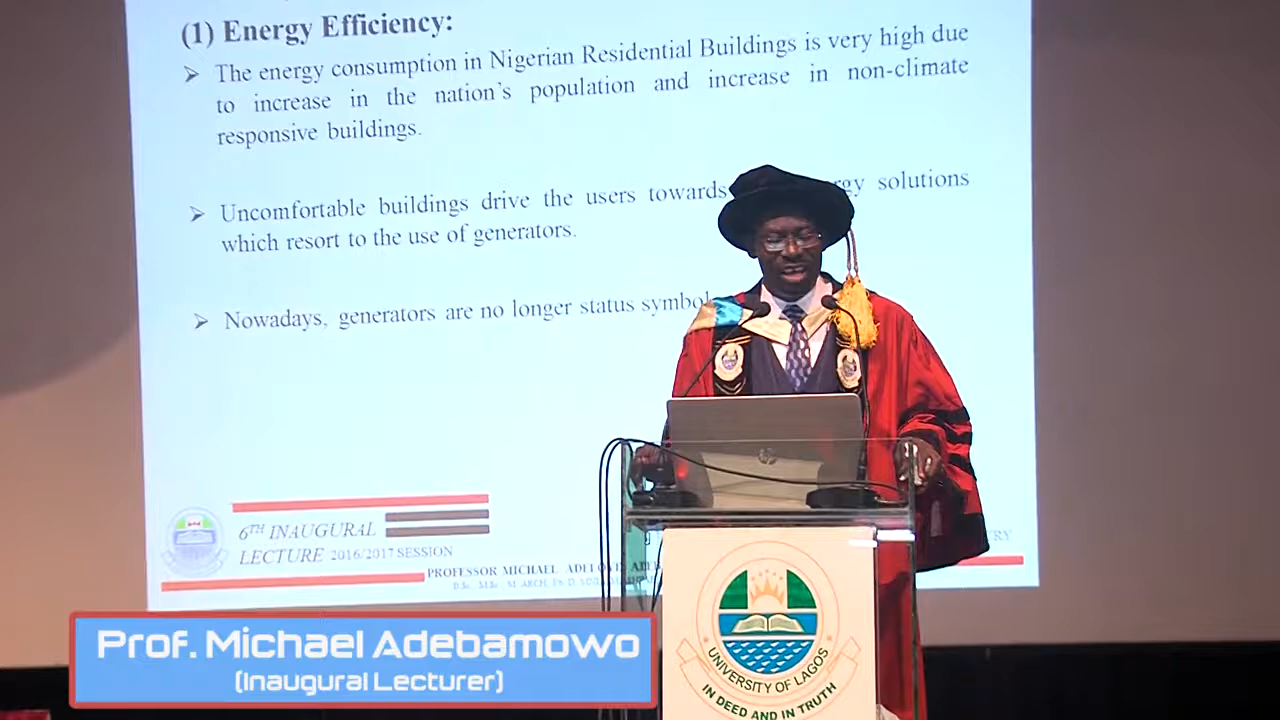 (1) Energy Efficiency:
➢ The energy consumption in Nigerian Residential Buildings is very high due
to increase in the nation's population and increase in non-climate
responsive buildings.
➢ Uncomfortable buildings drive the users towards solutions
which resort to the use of generators.
➢ Nowadays, generators are no longer status symbol
6TH INAUGURAL
LECTURE 2016/2017 SESSION
PROFESSOR MICHAEL
Prof. Michael Adebamowo
(Inaugural Lecturer)
UNIVERSITY OF LAGOS
IN DEED AND IN TRUTH